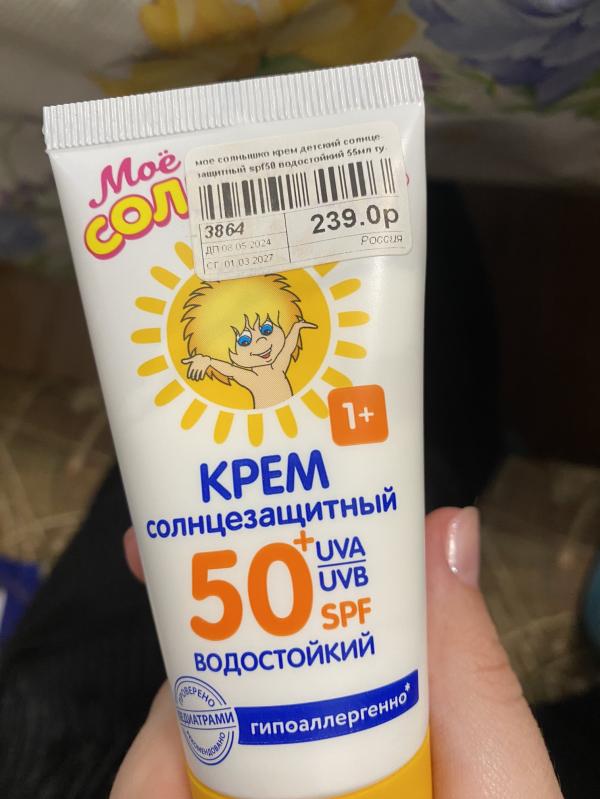 Моё
СОЛ
мое солнышко крем детский солнце-
защитный spf50 водостойкий 55мл ту-
3864
239.0р
ДП 08.05.2024
Россия
СГ 01.03.2027
1+
КРЕМ
солнцезащитный
50+ UVA
UVB
SPF
ВОДОСТОЙКИЙ
ПРОВЕРЕНО
ПЕДИАТРАМИ
РЕКОМЕНДОВАНО
гипоаллергенно*